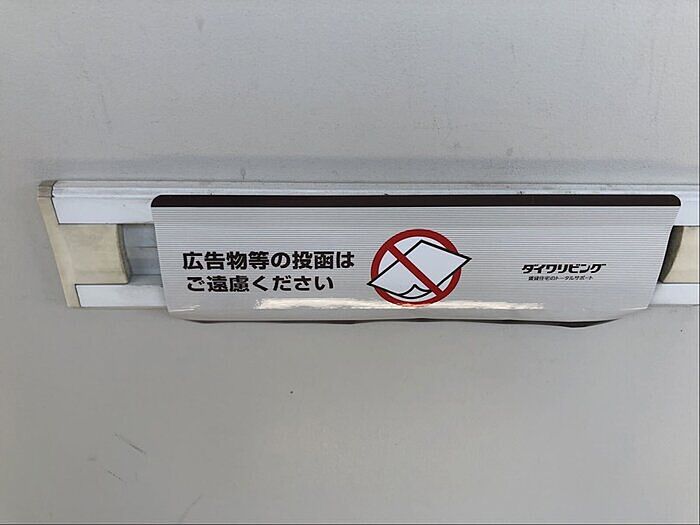 広告物等の投函は
ご遠慮ください
ダイワリビング
賃貸住宅のトータルサポート